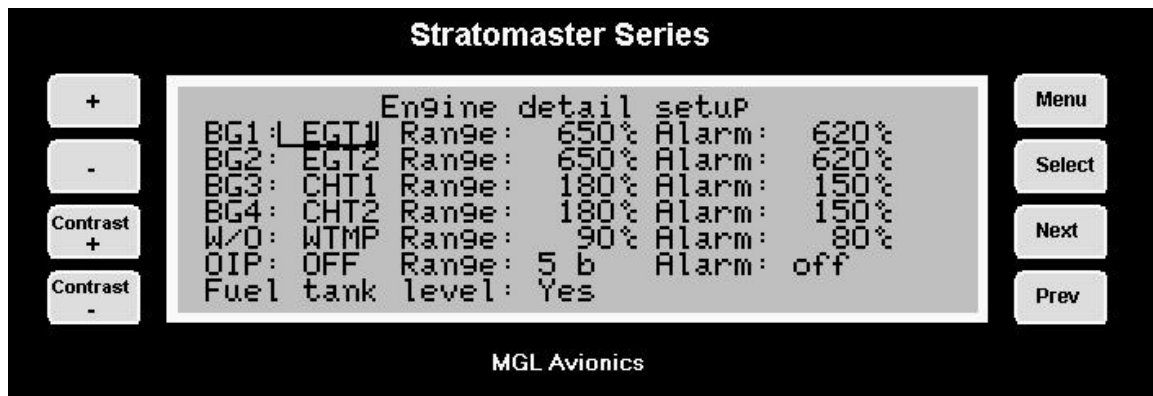 Stratomaster Series
+
-
Contrast
+
Contrast
-
Engine detail setup
BG1: EGT1 Range: 650°c Alarm: 620°c
BG2: EGT2 Range: 650°c Alarm: 620°c
BG3: CHT1 Range: 180°c Alarm: 150°c
BG4: CHT2 Range: 180°c Alarm: 150°c
W/O: WTMP Range: 90°c Alarm: 80°c
OIP: OFF Range: 5 b Alarm: off
Fuel tank level: Yes
Menu
Select
Next
Prev
MGL Avionics